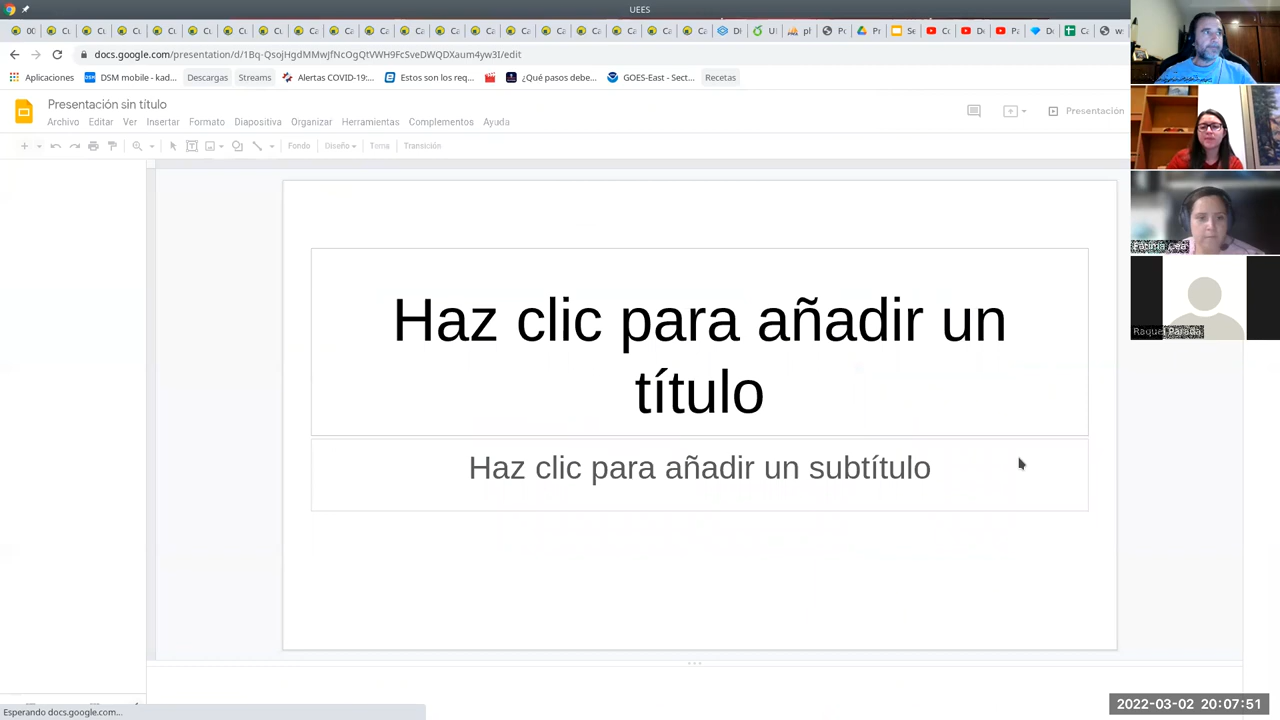 UEES
docs.google.com/presentation/d/1Bq-QsojHgdMMwJfNcOgQtVWH9FcSveDWQDXaum4yw3I/edit
Aplicaciones DSM mobile - kad... Descargas Streams Alertas COVID-19:... Estos son los req... ¿Qué pasos debe... GOES-East - Sect... Recetas
Presentación sin título
Archivo Editar Ver Insertar Formato Diapositiva Organizar Herramientas Complementos Ayuda
Presentación
Fondo Diseño Tema Transición
Haz clic para añadir un
título
Haz clic para añadir un subtítulo
Fátima Cea
Raquel Parada
Esperando docs.google.com...
2022-03-02 20:07:51